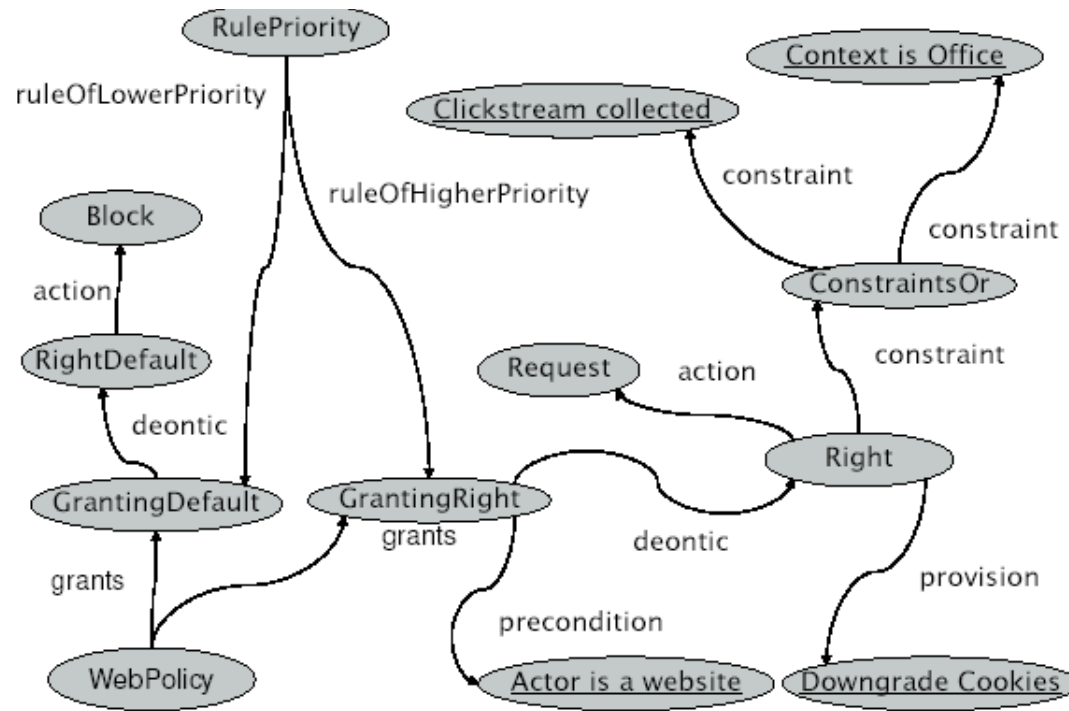 RulePriority
Context is Office
ruleOfLowerPriority
Clickstream collected
constraint
ruleOfHigherPriority
Block
constraint
action
ConstraintsOr
RightDefault
Request
action
constraint
deontic
Right
GrantingDefault
GrantingRight
grants
deontic
grants
provision
precondition
WebPolicy
Actor is a website
Downgrade Cookies